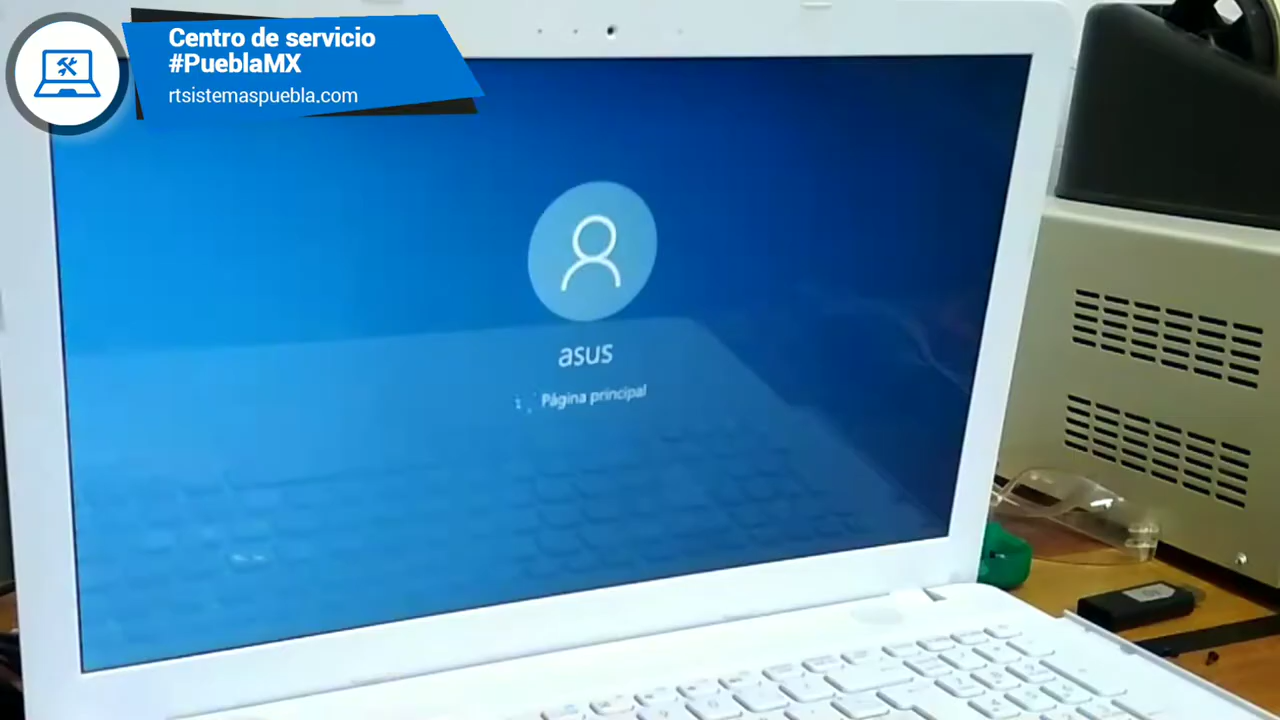 Centro de servicio
#PueblaMX
rtsistemaspuebla.com
asus
Página principal